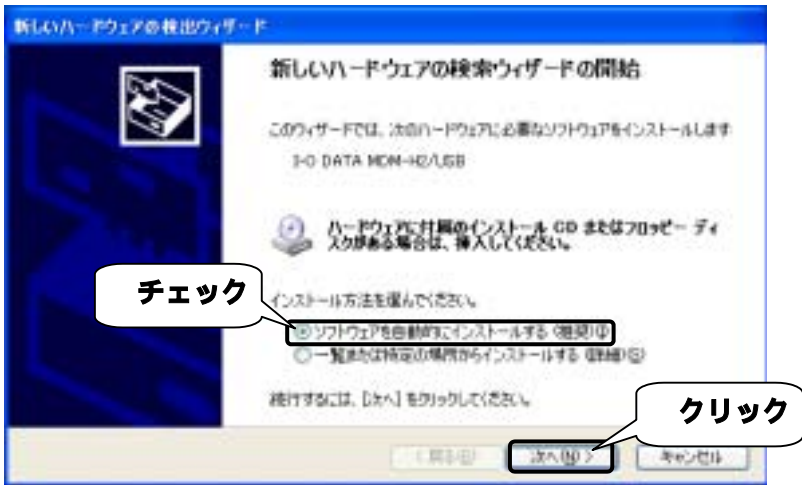 新しいハードウェアの検出ウィザード
新しいハードウェアの検索ウィザードの開始
このウィザードでは、次のハードウェアに必要なソフトウェアをインストールします
I-O DATA MDM-H2/USB
ハードウェアに付属のインストール CD またはフロッピー ディ
スクがある場合は、挿入してください。
チェック
インストール方法を選んでください。
ソフトウェアを自動的にインストールする (推奨)(I)
一覧または特定の場所からインストールする (詳細)(S)
続行するには、[次へ] をクリックしてください。
クリック
< 戻る(B)
次へ(N) >
キャンセル